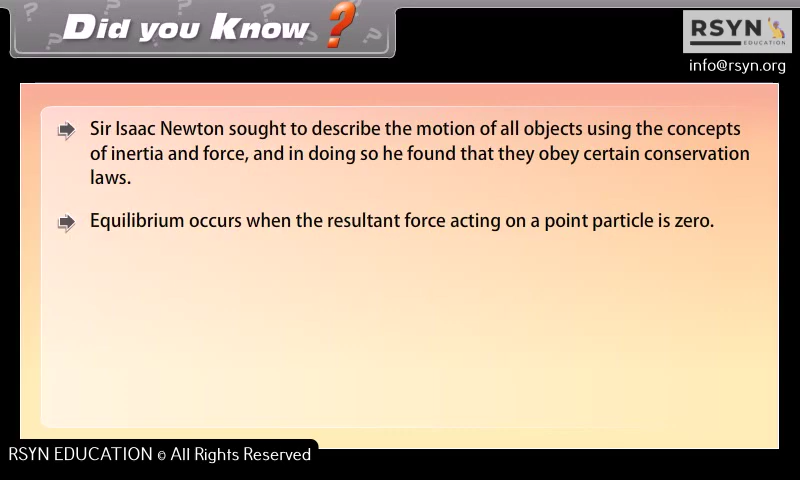 Did you Know ?
RSYN
EDUCATION
info@rsyn.org
Sir Isaac Newton sought to describe the motion of all objects using the concepts
of inertia and force, and in doing so he found that they obey certain conservation
laws.
Equilibrium occurs when the resultant force acting on a point particle is zero.
RSYN EDUCATION © All Rights Reserved